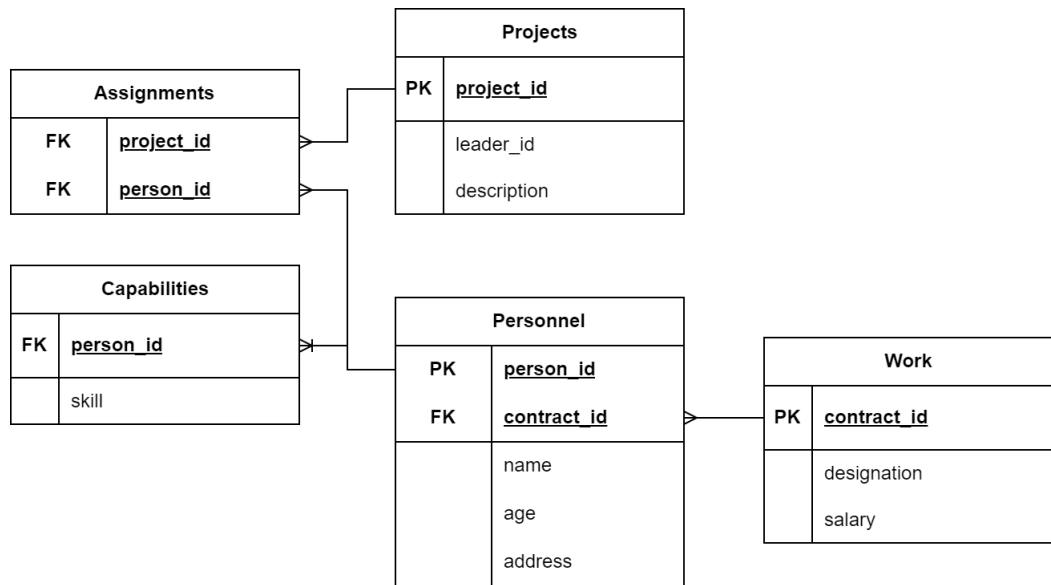 Projects
PK project_id
leader_id
description
Assignments
FK project_id
FK person_id
Capabilities
FK person_id
skill
Personnel
PK person_id
FK contract_id
name
age
address
Work
PK contract_id
designation
salary